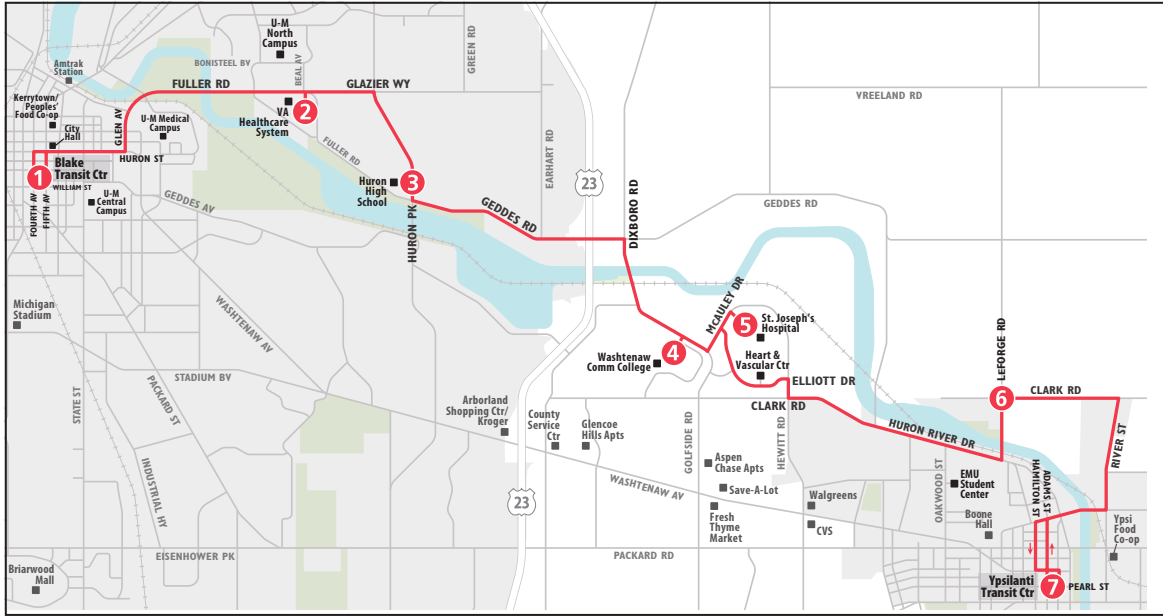 U-M
North
Campus
GREEN RD
BONISTEEL BV
BEAL AV
Amtrak
Station
FULLER RD
GLAZIER WY
VREELAND RD
Kerrytown/
Peoples'
Food Co-op
City
Hall
GLEN AV
U-M Medical
Campus
VA
Healthcare
System
2
FULLER RD
EARHART RD
HURON ST
Blake
Transit Ctr
1
WILLIAM ST
FOURTH AV
FIFTH AV
U-M
Central
Campus
GEDDES AV
Huron
High
School
3
23
GEDDES RD
HURON PK
DIXBORO RD
GEDDES RD
Michigan
Stadium
WASHTENAW AV
MCAULEY DR
5
St. Joseph's
Hospital
4
Washtenaw
Comm College
Heart &
Vascular Ctr
LEFORGE RD
STADIUM BV
PACKARD ST
STATE ST
ELLIOTT DR
CLARK RD
6
CLARK RD
Arborland
Shopping Ctr/
Kroger
County
Service
Ctr
Glencoe
Hills Apts
GOLFSIDE RD
HEWITT RD
HURON RIVER DR
RIVER ST
INDUSTRIAL HY
Aspen
Chase Apts
Save-A-Lot
WASHTENAW AV
Walgreens
OAKWOOD ST
EMU
Student
Center
HAMILTON ST
ADAMS ST
23
Fresh
Thyme
Market
CVS
Boone
Hall
Ypsi
Food
Co-op
EISENHOWER PK
PACKARD RD
Briarwood
Mall
Ypsilanti
Transit Ctr
7
PEARL ST